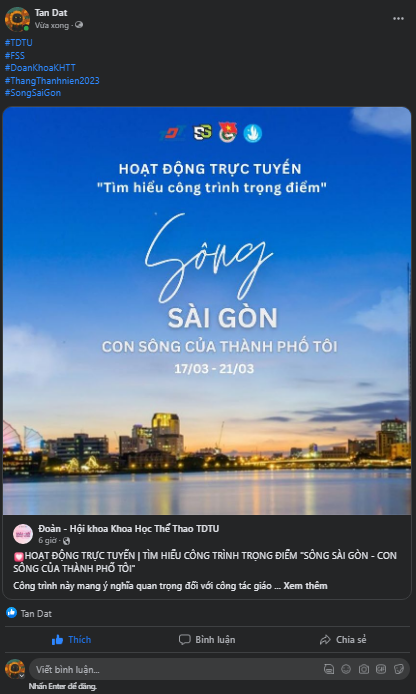 Tan Dat
Vừa xong ·
#TDTU
#FSS
#DoanKhoaKHTT
#ThangThanhnien2023
#SongSaiGon
HOẠT ĐỘNG TRỰC TUYẾN
"Tìm hiểu công trình trọng điểm"
Sông
SÀI GÒN
CON SÔNG CỦA THÀNH PHỐ TÔI
17/03 - 21/03
Đoàn - Hội khoa Khoa Học Thể Thao TDTU
6 giờ ·
HOẠT ĐỘNG TRỰC TUYẾN | TÌM HIỂU CÔNG TRÌNH TRỌNG ĐIỂM "SÔNG SÀI GÒN - CON
SÔNG CỦA THÀNH PHỐ TÔI"
Công trình này mang ý nghĩa quan trọng đối với công tác giáo ... Xem thêm
Tan Dat
Thích
Bình luận
Chia sẻ
Viết bình luận...
Nhấn Enter để đăng.